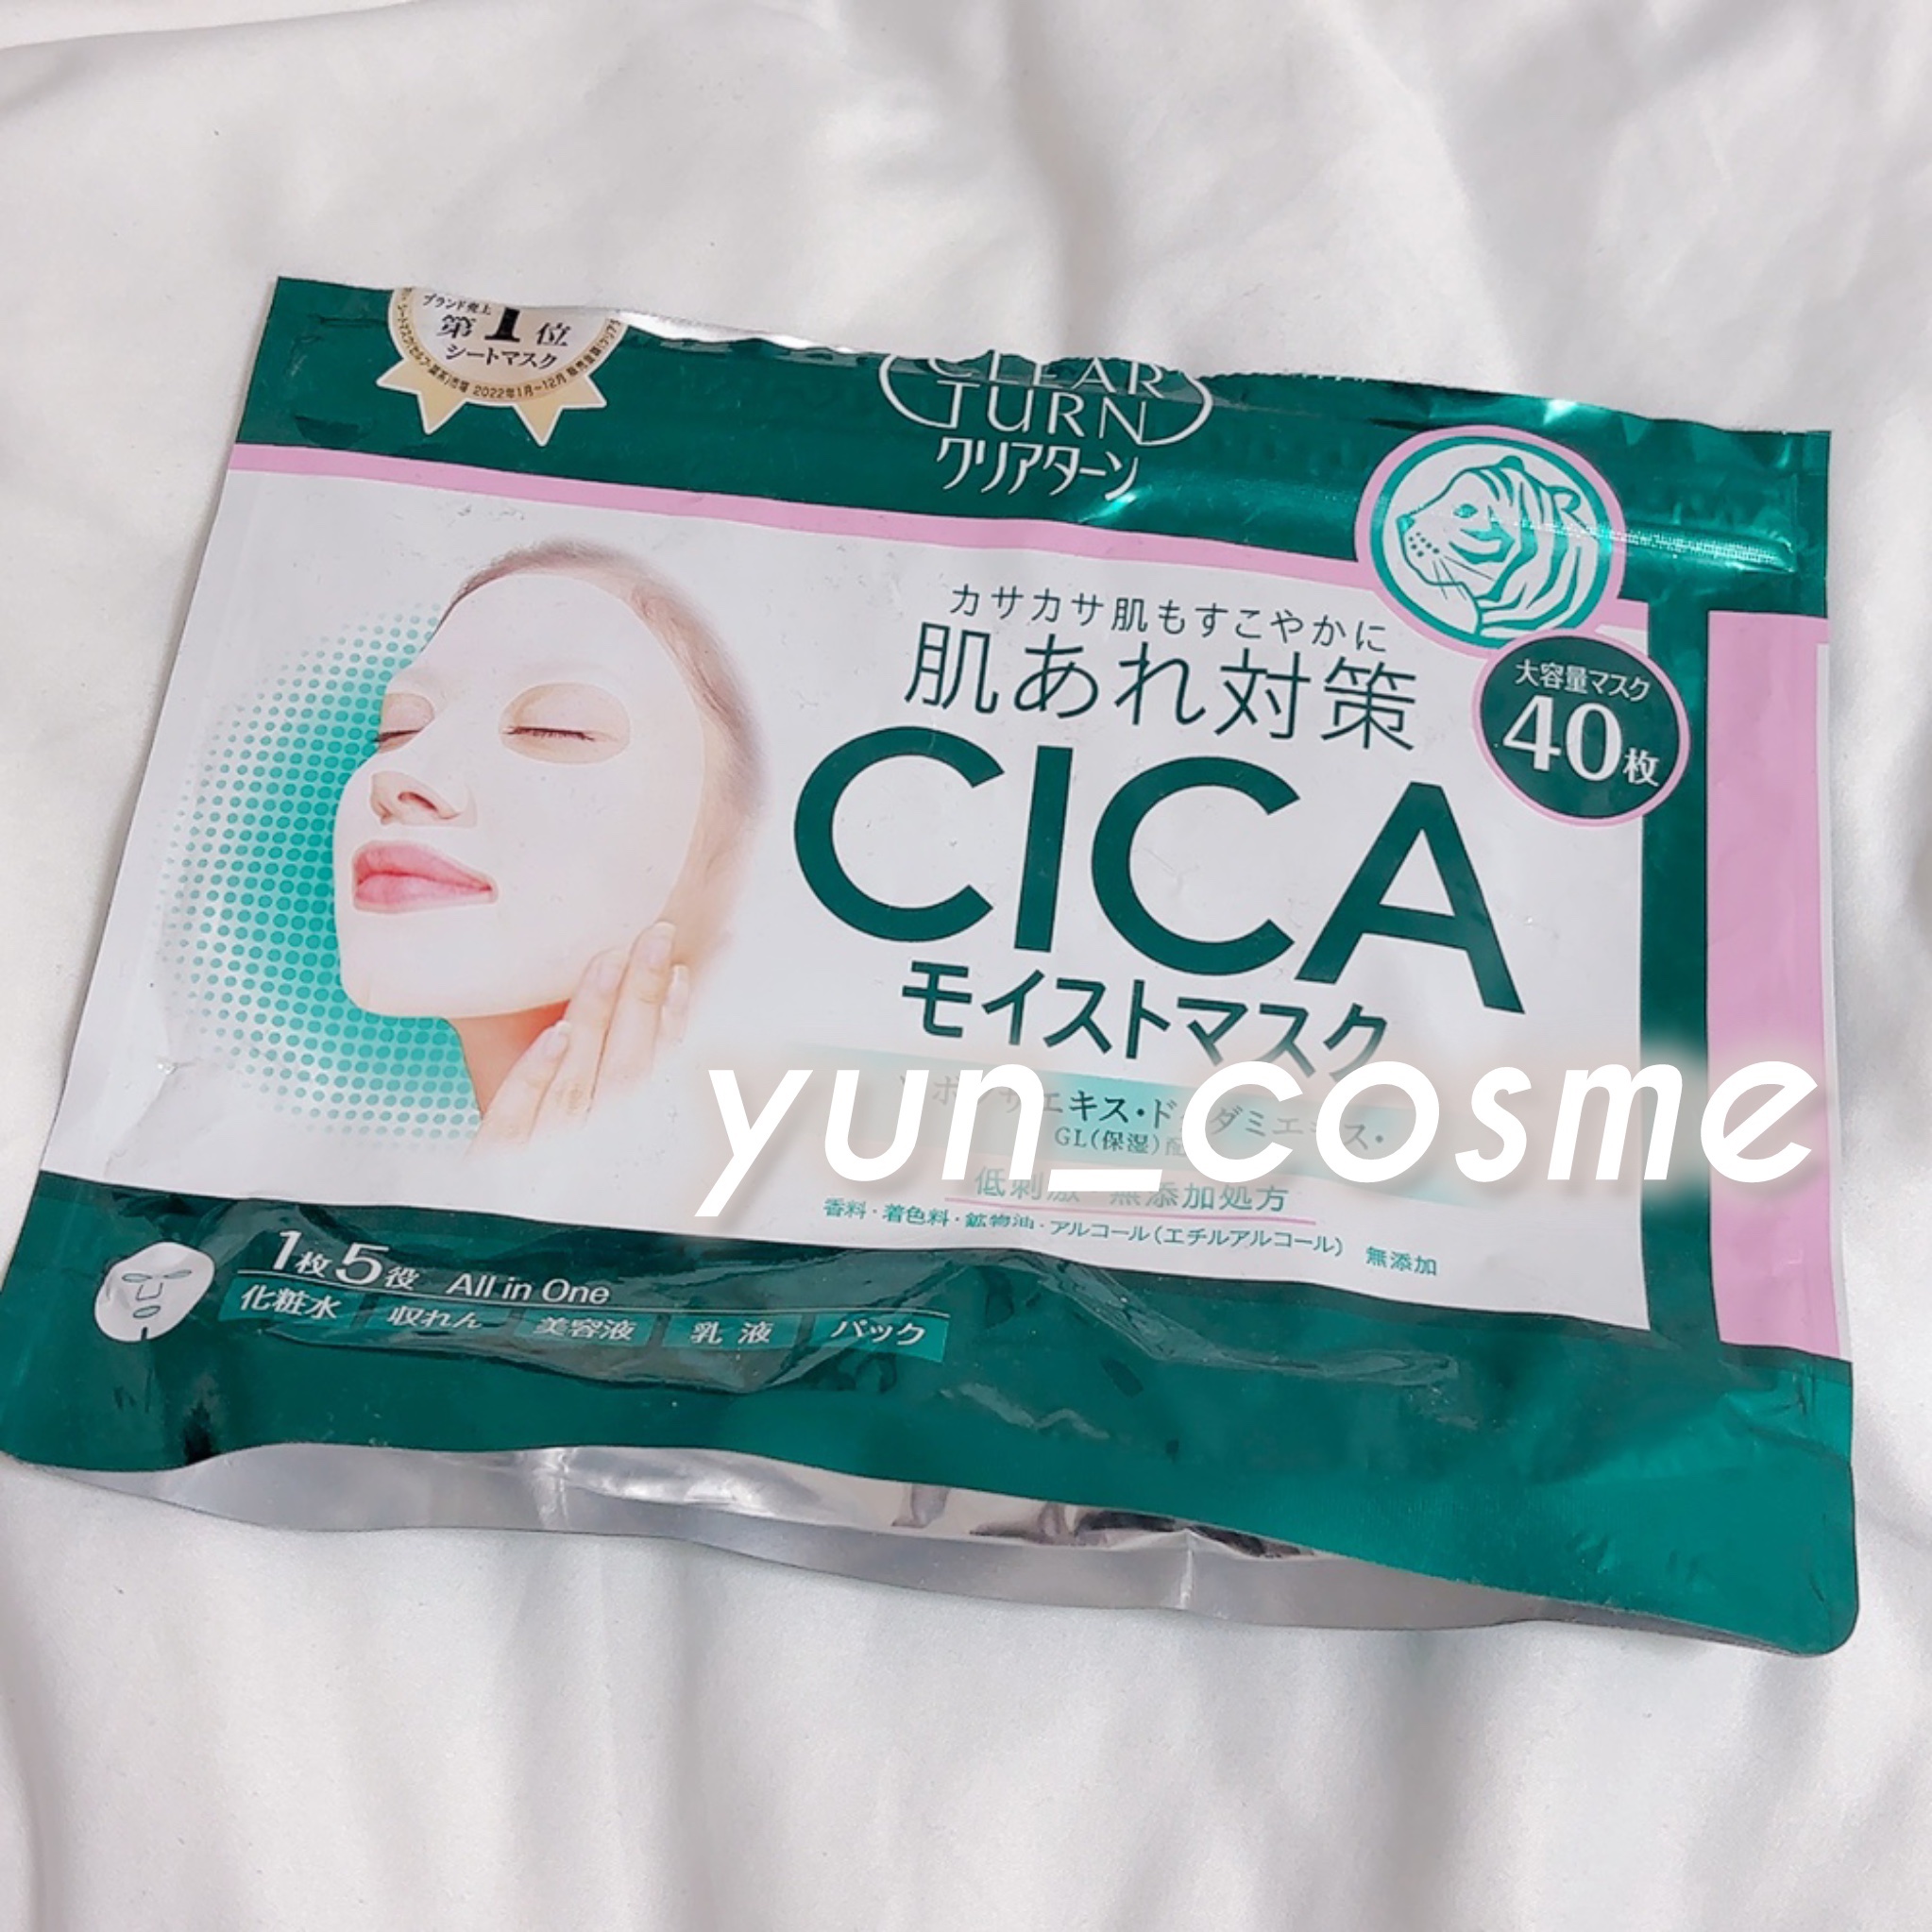 ブランド売上
第1位
シートマスク
2022年1月-12月
CLEAR
TURN
クリアターン
カサカサ肌もすこやかに
肌あれ対策
大容量マスク
40枚
CICA
モイストマスク
yun_cosme
エキス・ドクダミエキス・
GL(保湿)
低刺激 無添加処方
香料・着色料・鉱物油・アルコール(エチルアルコール) 無添加
1枚5役 All in One
化粧水 収れん 美容液 乳液 パック